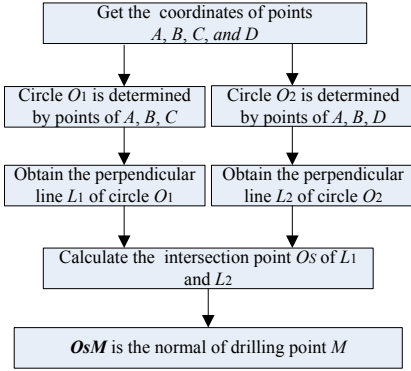 Get the coordinates of points
A, B, C, and D
Circle O1 is determined
by points of A, B, C
Circle O2 is determined
by points of A, B, D
Obtain the perpendicular
line L1 of circle O1
Obtain the perpendicular
line L2 of circle O2
Calculate the intersection point OS of L1
and L2
OsM is the normal of drilling point M